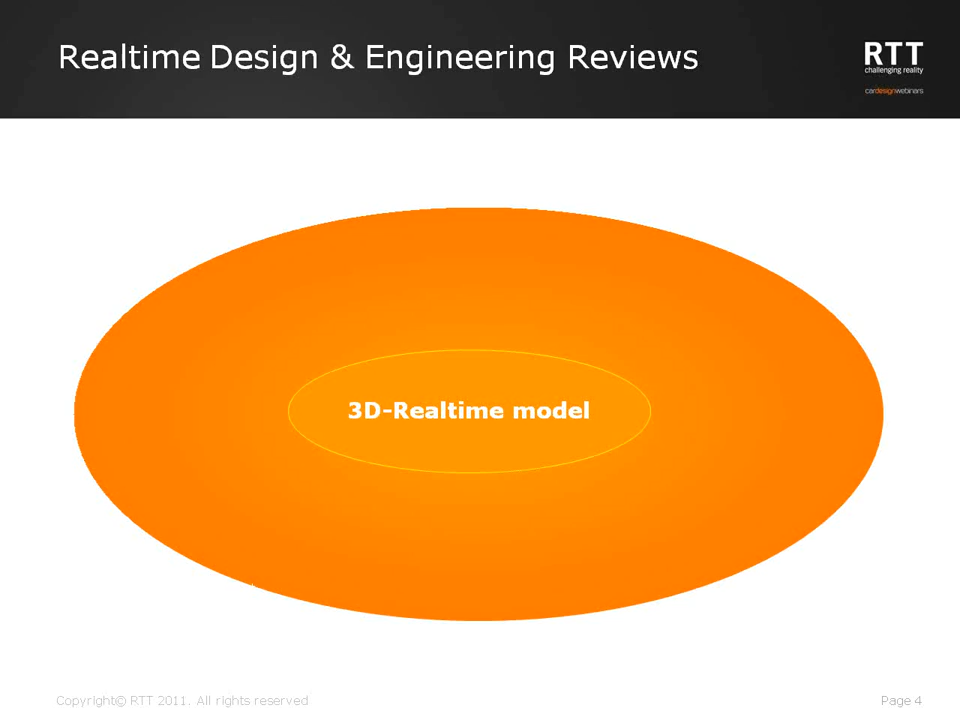 Realtime Design & Engineering Reviews
RTT
challenging reality
cardesignwebinars
3D-Realtime model
Copyright© RTT 2011. All rights reserved
Page 4